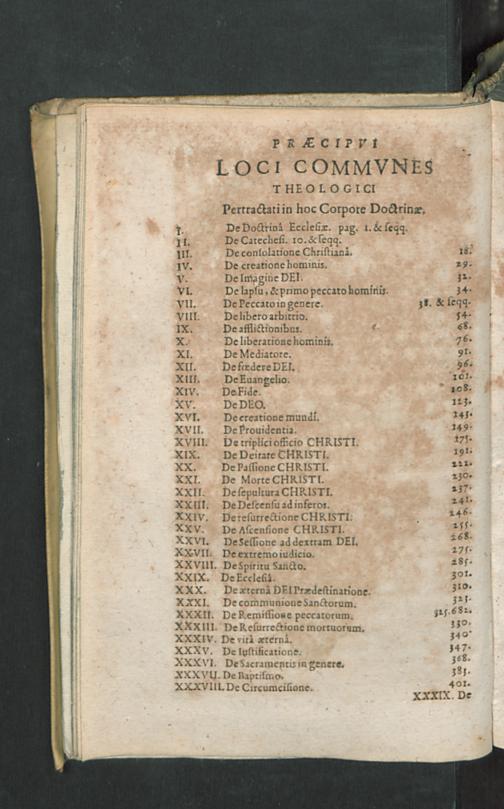 PRÆCIPVI
LOCI COMMVNES
THEOLOGICI
Pertractati in hoc Corpore Doctrinæ,
I. De Doctrinâ Ecclesiæ. pag. 1. & seqq.
II. De Catechesi. 10. & seqq.
III. De consolatione Christianâ. 18.
IV. De creatione hominis. 29.
V. De Imagine DEI. 32.
VI. De lapsu, & primo peccato hominis. 34.
VII. De Peccato in genere. 38. & seqq.
VIII. De libero arbitrio. 54.
IX. De afflictionibus. 68.
X. De liberatione hominis. 76.
XI. De Mediatore. 91.
XII. De fœdere DEI. 96.
XIII. De Euangelio. 101.
XIV. De Fide. 108.
XV. De DEO. 123.
XVI. De creatione mundi. 145.
XVII. De Prouidentia. 149.
XVIII. De triplici officio CHRISTI. 175.
XIX. De Deitate CHRISTI. 191.
XX. De Passione CHRISTI. 222.
XXI. De Morte CHRISTI. 230.
XXII. De sepultura CHRISTI. 237.
XXIII. De Descensu ad inferos. 241.
XXIV. De resurrectione CHRISTI. 246.
XXV. De Ascensione CHRISTI. 255.
XXVI. De Sessione ad dextram DEI. 268.
XXVII. De extremo iudicio. 275.
XXVIII. De Spiritu Sancto. 285.
XXIX. De Ecclesiâ. 301.
XXX. De æternâ DEI Prædestinatione. 310.
XXXI. De communione Sanctorum. 323.
XXXII. De Remissione peccatorum. 325. 682.
XXXIII. De Resurrectione mortuorum. 330.
XXXIV. De vitâ æternâ. 340.
XXXV. De Iustificatione. 347.
XXXVI. De Sacramentis in genere. 368.
XXXVII. De Baptismo. 383.
XXXVIII. De Circumcisione. 401.
XXXIX. De